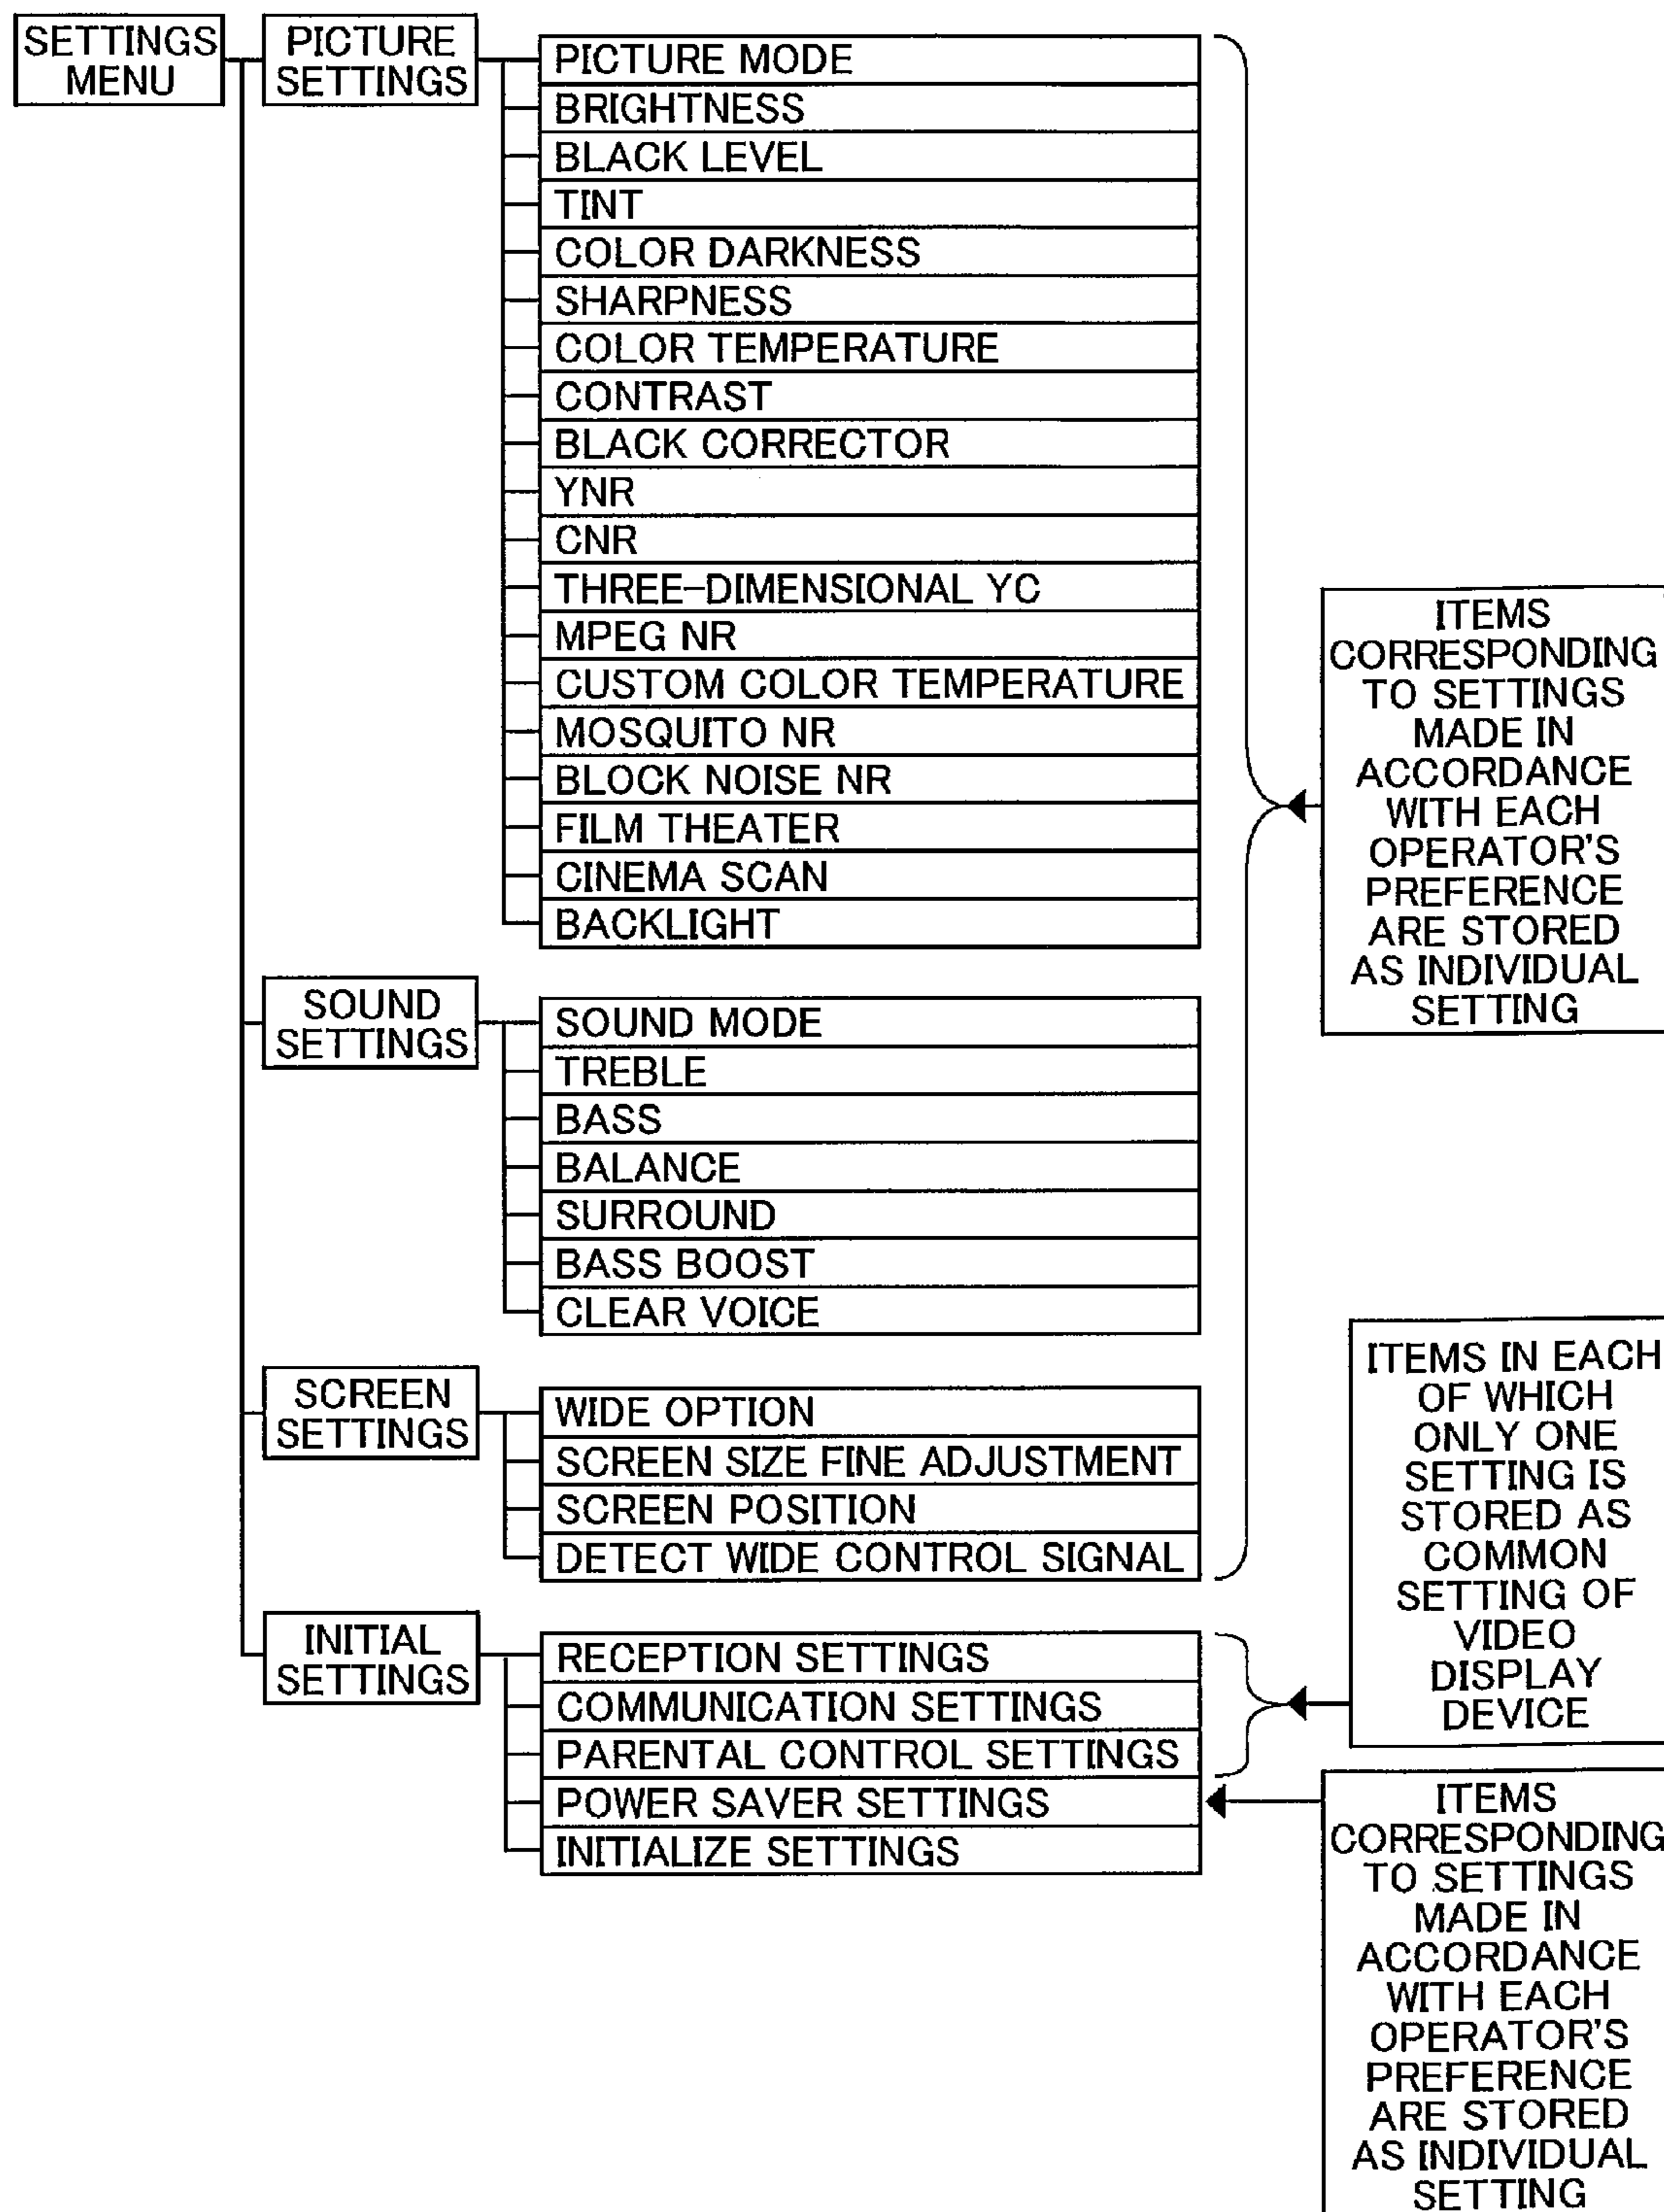 SETTINGS
MENU
PICTURE
SETTINGS
PICTURE MODE
BRIGHTNESS
BLACK LEVEL
TINT
COLOR DARKNESS
SHARPNESS
COLOR TEMPERATURE
CONTRAST
BLACK CORRECTOR
YNR
CNR
THREE-DIMENSIONAL YC
MPEG NR
CUSTOM COLOR TEMPERATURE
MOSQUITO NR
BLOCK NOISE NR
FILM THEATER
CINEMA SCAN
BACKLIGHT
ITEMS
CORRESPONDING
TO SETTINGS
MADE IN
ACCORDANCE
WITH EACH
OPERATOR'S
PREFERENCE
ARE STORED
AS INDIVIDUAL
SETTING
SOUND
SETTINGS
SOUND MODE
TREBLE
BASS
BALANCE
SURROUND
BASS BOOST
CLEAR VOICE
SCREEN
SETTINGS
WIDE OPTION
SCREEN SIZE FINE ADJUSTMENT
SCREEN POSITION
DETECT WIDE CONTROL SIGNAL
ITEMS IN EACH
OF WHICH
ONLY ONE
SETTING IS
STORED AS
COMMON
SETTING OF
VIDEO
DISPLAY
DEVICE
INITIAL
SETTINGS
RECEPTION SETTINGS
COMMUNICATION SETTINGS
PARENTAL CONTROL SETTINGS
POWER SAVER SETTINGS
INITIALIZE SETTINGS
ITEMS
CORRESPONDING
TO SETTINGS
MADE IN
ACCORDANCE
WITH EACH
OPERATOR'S
PREFERENCE
ARE STORED
AS INDIVIDUAL
SETTING